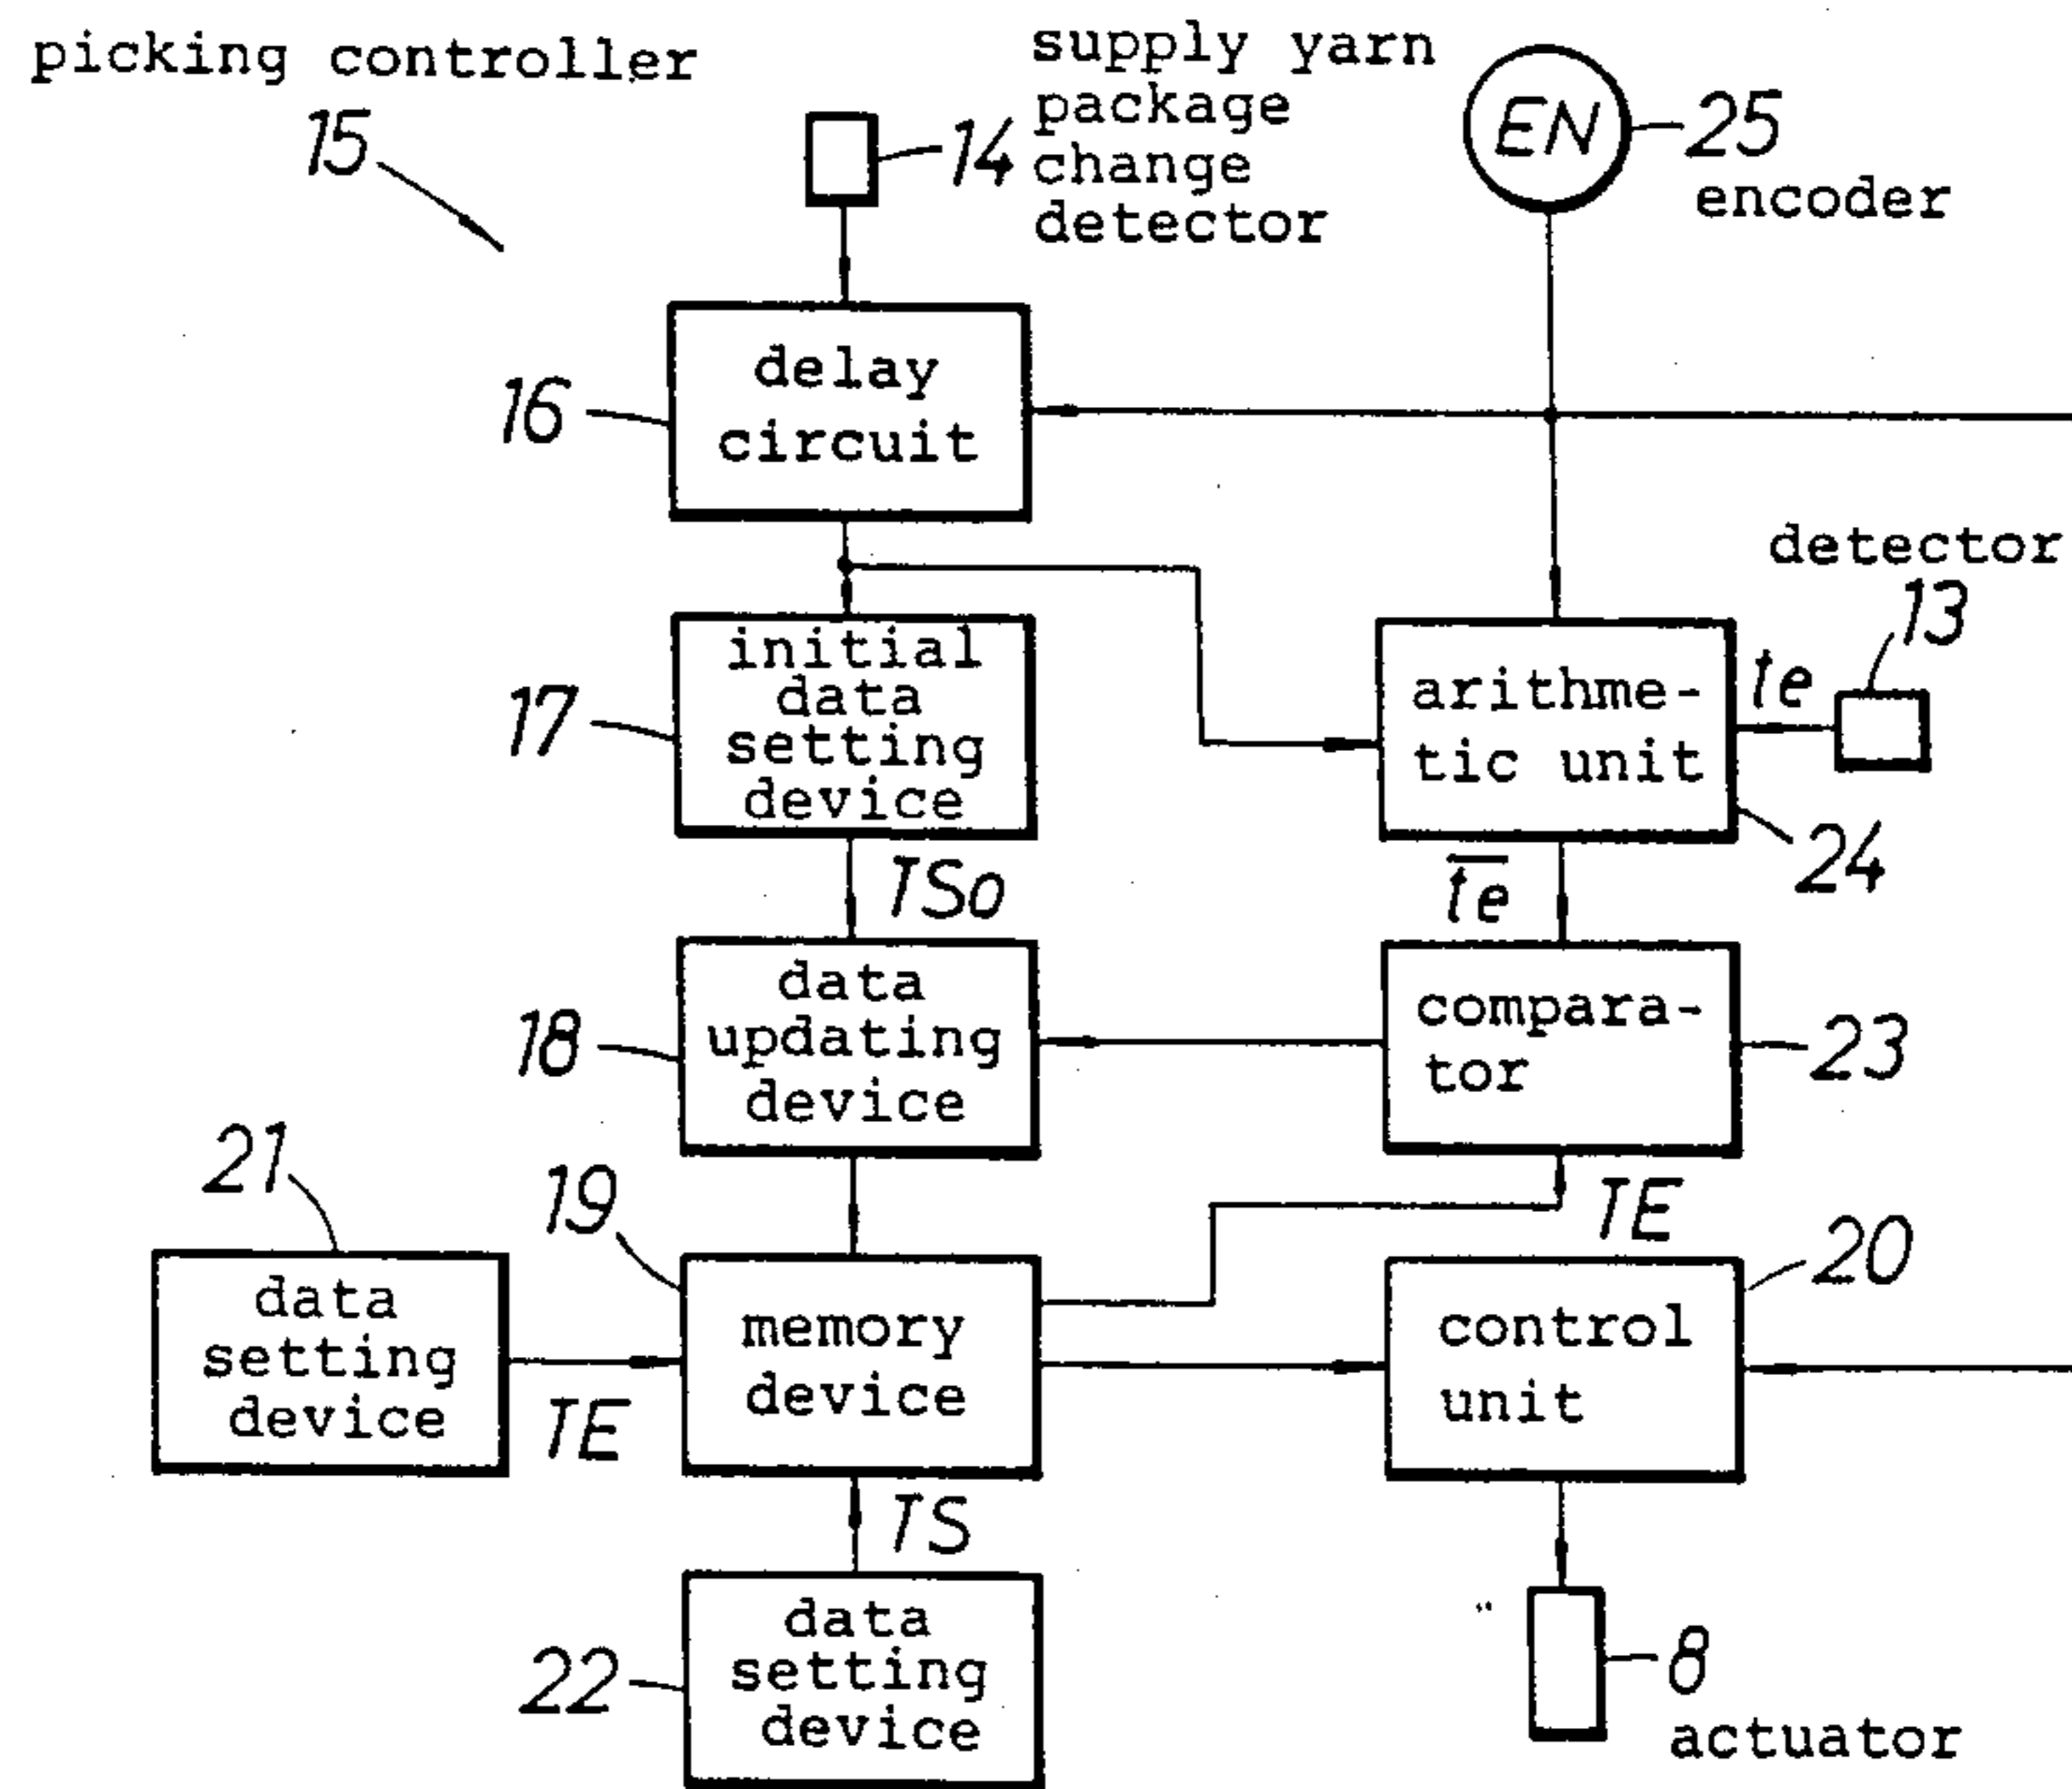 picking controller
15
14
supply yarn
package
change
detector
EN
25
encoder
16
delay
circuit
detector
13
17
initial
data
setting
device
arithme-
tic unit
te
24
TSo
te
18
data
updating
device
compara-
tor
23
21
19
TE
20
data
setting
device
TE
memory
device
control
unit
TS
22
data
setting
device
8
actuator